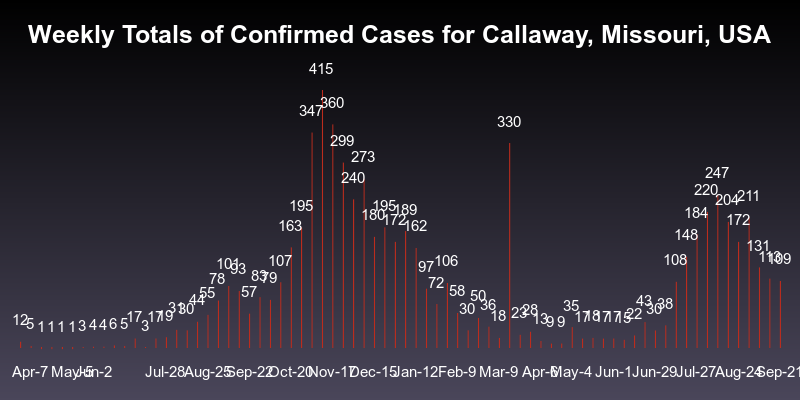 Weekly Totals of Confirmed Cases for Callaway, Missouri, USA
12 5 1 1 1 1 3 4 4 6 5 17 3 17 19 31 30 44 55 78 101 93 57 83 79 107 163 195 347 415 360 299 240 273 180 195 172 189 162 97 72 106 58 30 50 36 18 330 23 28 13 9 9 35 17 18 17 17 15 22 43 30 38 108 148 184 220 247 204 172 211 131 113 109
Apr-7 May-5 Jun-2 Jul-28 Aug-25 Sep-22 Oct-20 Nov-17 Dec-15 Jan-12 Feb-9 Mar-9 Apr-6 May-4 Jun-1 Jun-29 Jul-27 Aug-24 Sep-21